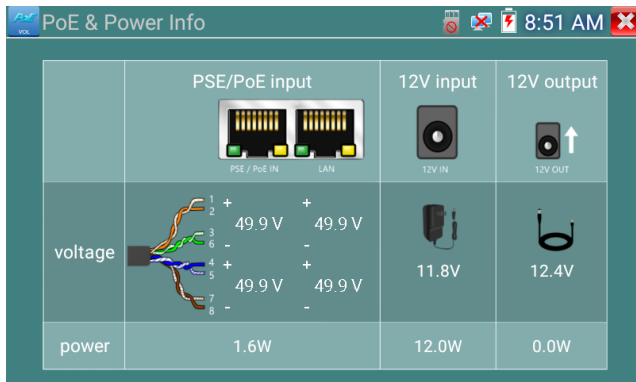 PoE VOL PoE & Power Info 8:51 AM
PSE/PoE input 12V input 12V output
PSE / PoE IN LAN 12V IN 12V OUT
1 + +
2
49.9 V 49.9 V
3
6 - -
voltage
4 + +
5
11.8V 12.4V
49.9 V 49.9 V
7
8 - -
power 1.6W 12.0W 0.0W